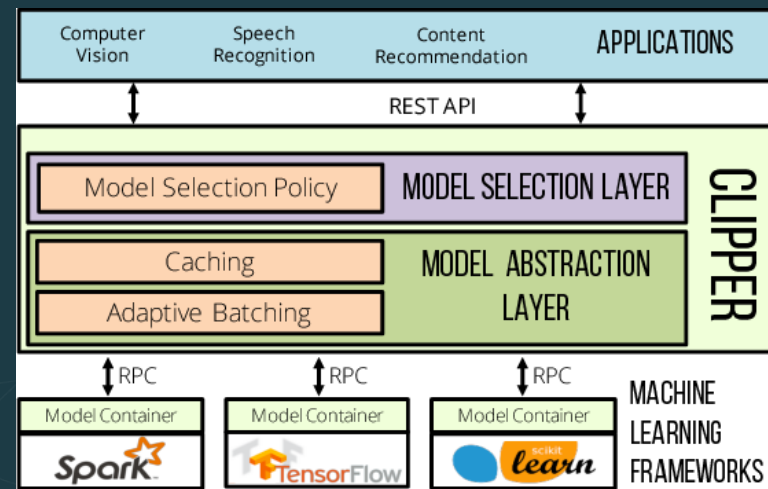 Computer Vision
Speech Recognition
Content Recommendation
APPLICATIONS
REST API
Model Selection Policy
MODEL SELECTION LAYER
CLIPPER
Caching
MODEL ABSTRACTION LAYER
Adaptive Batching
RPC
RPC
RPC
Model Container
Model Container
Model Container
MACHINE LEARNING FRAMEWORKS
Spark
TensorFlow
scikit
learn